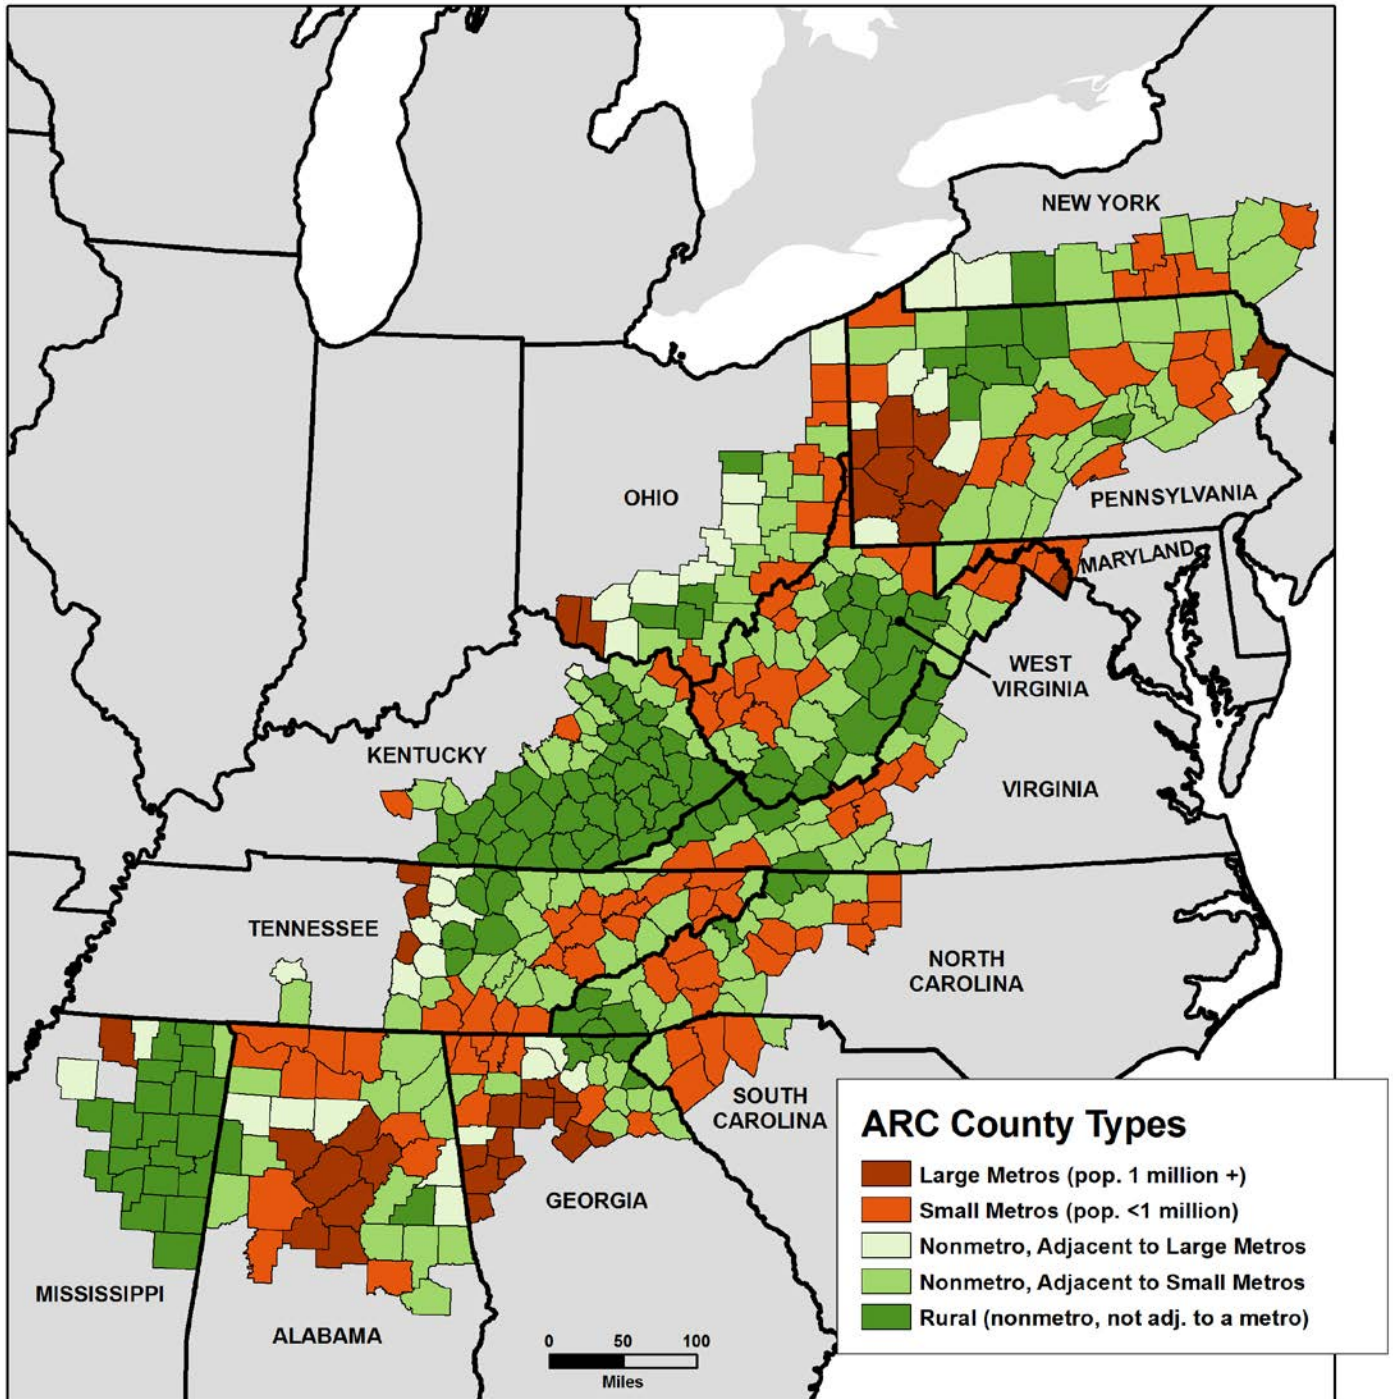 NEW YORK
OHIO
PENNSYLVANIA
MARYLAND
WEST
VIRGINIA
KENTUCKY
VIRGINIA
TENNESSEE
NORTH
CAROLINA
SOUTH
CAROLINA
GEORGIA
MISSISSIPPI
ALABAMA
0 50 100
Miles
ARC County Types
Large Metros (pop. 1 million +)
Small Metros (pop. <1 million)
Nonmetro, Adjacent to Large Metros
Nonmetro, Adjacent to Small Metros
Rural (nonmetro, not adj. to a metro)